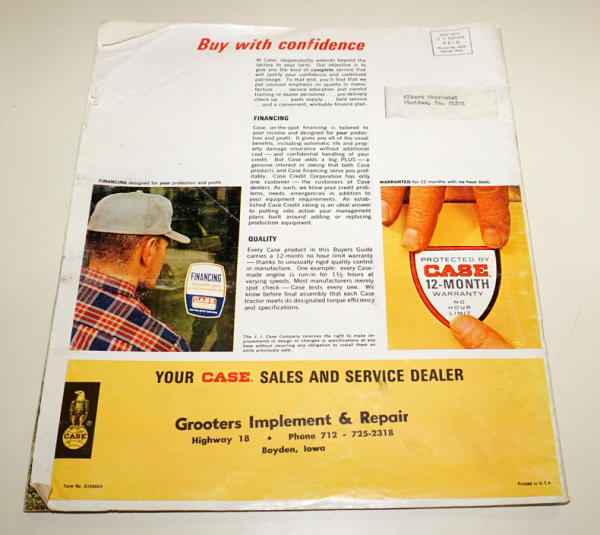 Buy with confidence
U. S. POSTAGE
PAID
At Case, responsibility extends beyond the
factory to your farm. Our objective is to
give you the kind of complete service that
will justify your confidence and continued
patronage. To that end, you'll find that we
put unusual emphasis on quality in manu-
facture . . . service education and careful
training of dealer personnel . . . pre-delivery
check up . . . parts supply . . . field service
. . . and a convenient, workable finance plan.
FINANCING
Case on-the-spot financing is tailored to
your income and designed for your protec-
tion and profit. It gives you all of the usual
benefits, including automatic life and prop-
erty damage insurance without additional
cost — and confidential handling of your
credit. But Case adds a big PLUS — a
genuine interest in seeing that both Case
products and Case financing serve you prof-
itably. Case Credit Corporation has only
one customer — the customers of Case
dealers. As such, we know your credit prob-
lems, needs, emergencies in addition to
your equipment requirements. An estab-
lished Case Credit rating is an ideal answer
to putting into action your management
plans built around adding or replacing
production equipment.
QUALITY
Every Case product in this Buyers Guide
carries a 12-month no hour limit warranty
— thanks to unusually rigid quality control
in manufacture. One example: every Case-
made engine is run-in for 1½ hours at
varying speeds. Most manufacturers merely
spot check — Case tests every one. We
know before final assembly that each Case
tractor meets its designated torque efficiency
and specifications.
The J. I. Case Company reserves the right to make im-
provements in design or changes in specifications at any
time without incurring any obligation to install them on
units previously sold.
Albert
Sheldon, Ia. 51201
FINANCING designed for your protection and profit.
FINANCING
CASE
WARRANTED for 12 months with no hour limit.
PROTECTED BY
CASE
12-MONTH
WARRANTY
NO
HOUR
LIMIT
YOUR CASE SALES AND SERVICE DEALER
CASE
Grooters Implement & Repair
Highway 18 • Phone 712 - 725-2318
Boyden, Iowa
Form No.
Printed in U.S.A.